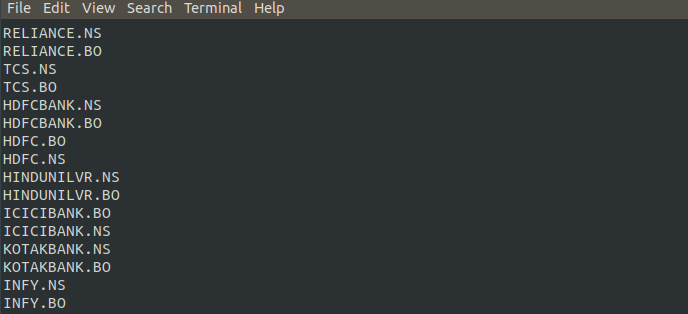 File Edit View Search Terminal Help
RELIANCE.NS
RELIANCE.BO
TCS.NS
TCS.BO
HDFCBANK.NS
HDFCBANK.BO
HDFC.BO
HDFC.NS
HINDUNILVR.NS
HINDUNILVR.BO
ICICIBANK.BO
ICICIBANK.NS
KOTAKBANK.NS
KOTAKBANK.BO
INFY.NS
INFY.BO